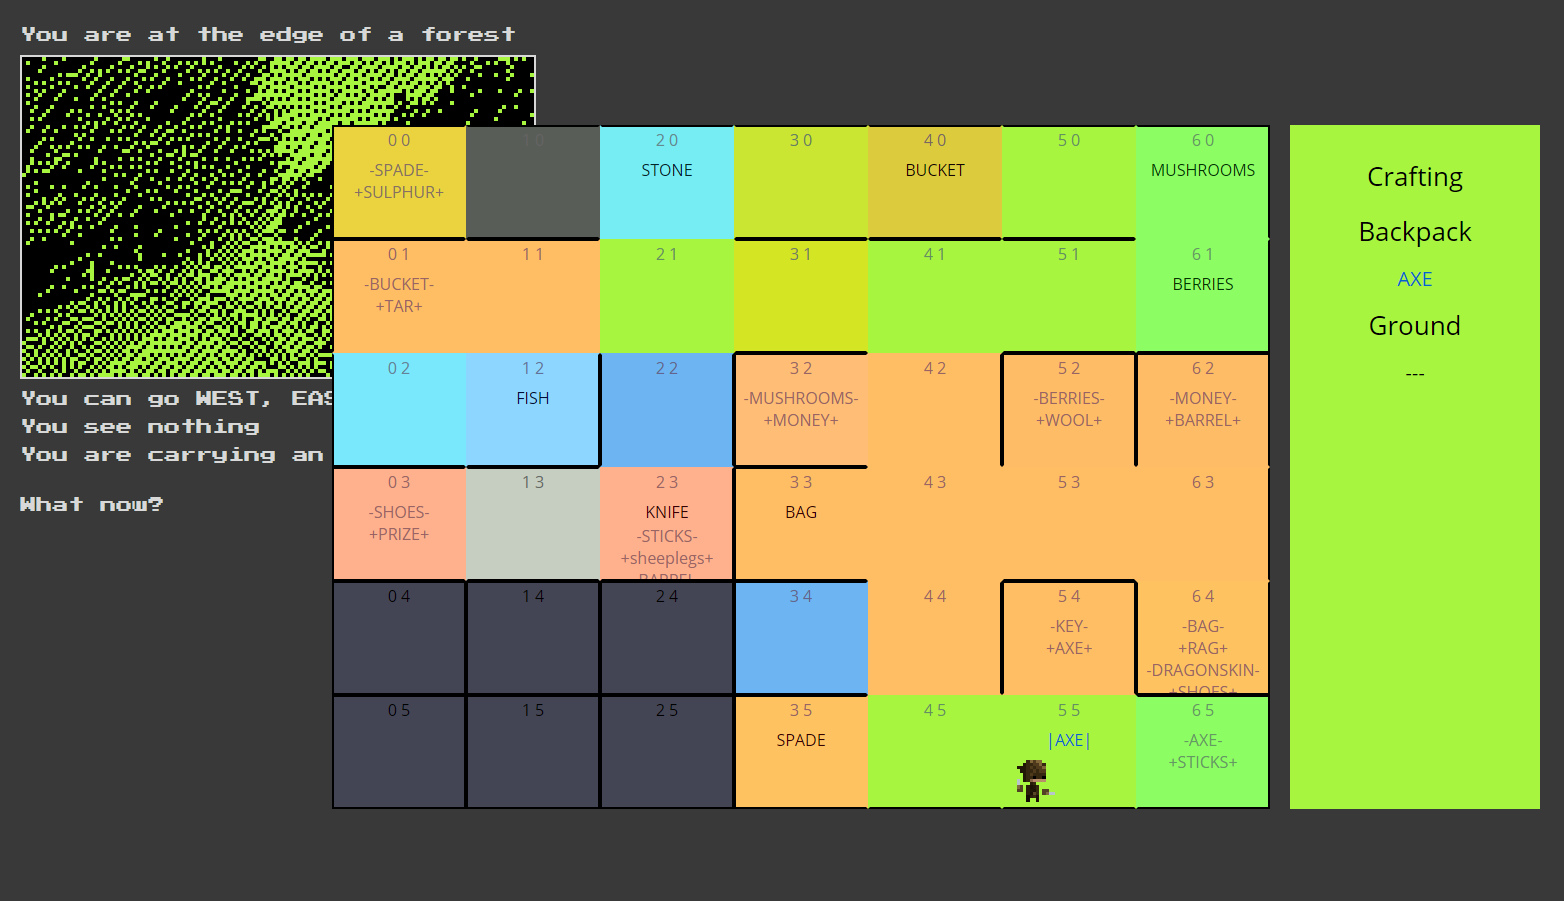 You are at the edge of a forest
You can go WEST, EAS
You see nothing
You are carrying an
What now?
0 0
-SPADE-
+SULPHUR+
1 0
2 0
STONE
3 0
4 0
BUCKET
5 0
6 0
MUSHROOMS
0 1
-BUCKET-
+TAR+
1 1
2 1
3 1
4 1
5 1
6 1
BERRIES
0 2
1 2
FISH
2 2
3 2
-MUSHROOMS-
+MONEY+
4 2
5 2
-BERRIES-
+WOOL+
6 2
-MONEY-
+BARREL+
0 3
-SHOES-
+PRIZE+
1 3
2 3
KNIFE
-STICKS-
+sheeplegs+
-BARREL-
3 3
BAG
4 3
5 3
6 3
0 4
1 4
2 4
3 4
4 4
5 4
-KEY-
+AXE+
6 4
-BAG-
+RAG+
-DRAGONSKIN-
+SHOES+
0 5
1 5
2 5
3 5
SPADE
4 5
5 5
|AXE|
6 5
-AXE-
+STICKS+
Crafting
Backpack
AXE
Ground
---